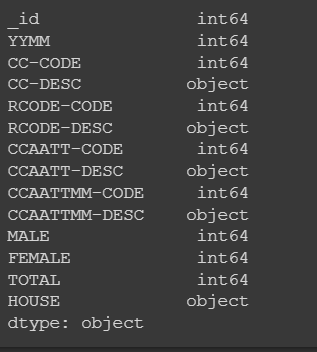 _id int64
YYMM int64
CC-CODE int64
CC-DESC object
RCODE-CODE int64
RCODE-DESC object
CCAATT-CODE int64
CCAATT-DESC object
CCAATTMM-CODE int64
CCAATTMM-DESC object
MALE int64
FEMALE int64
TOTAL int64
HOUSE object
dtype: object